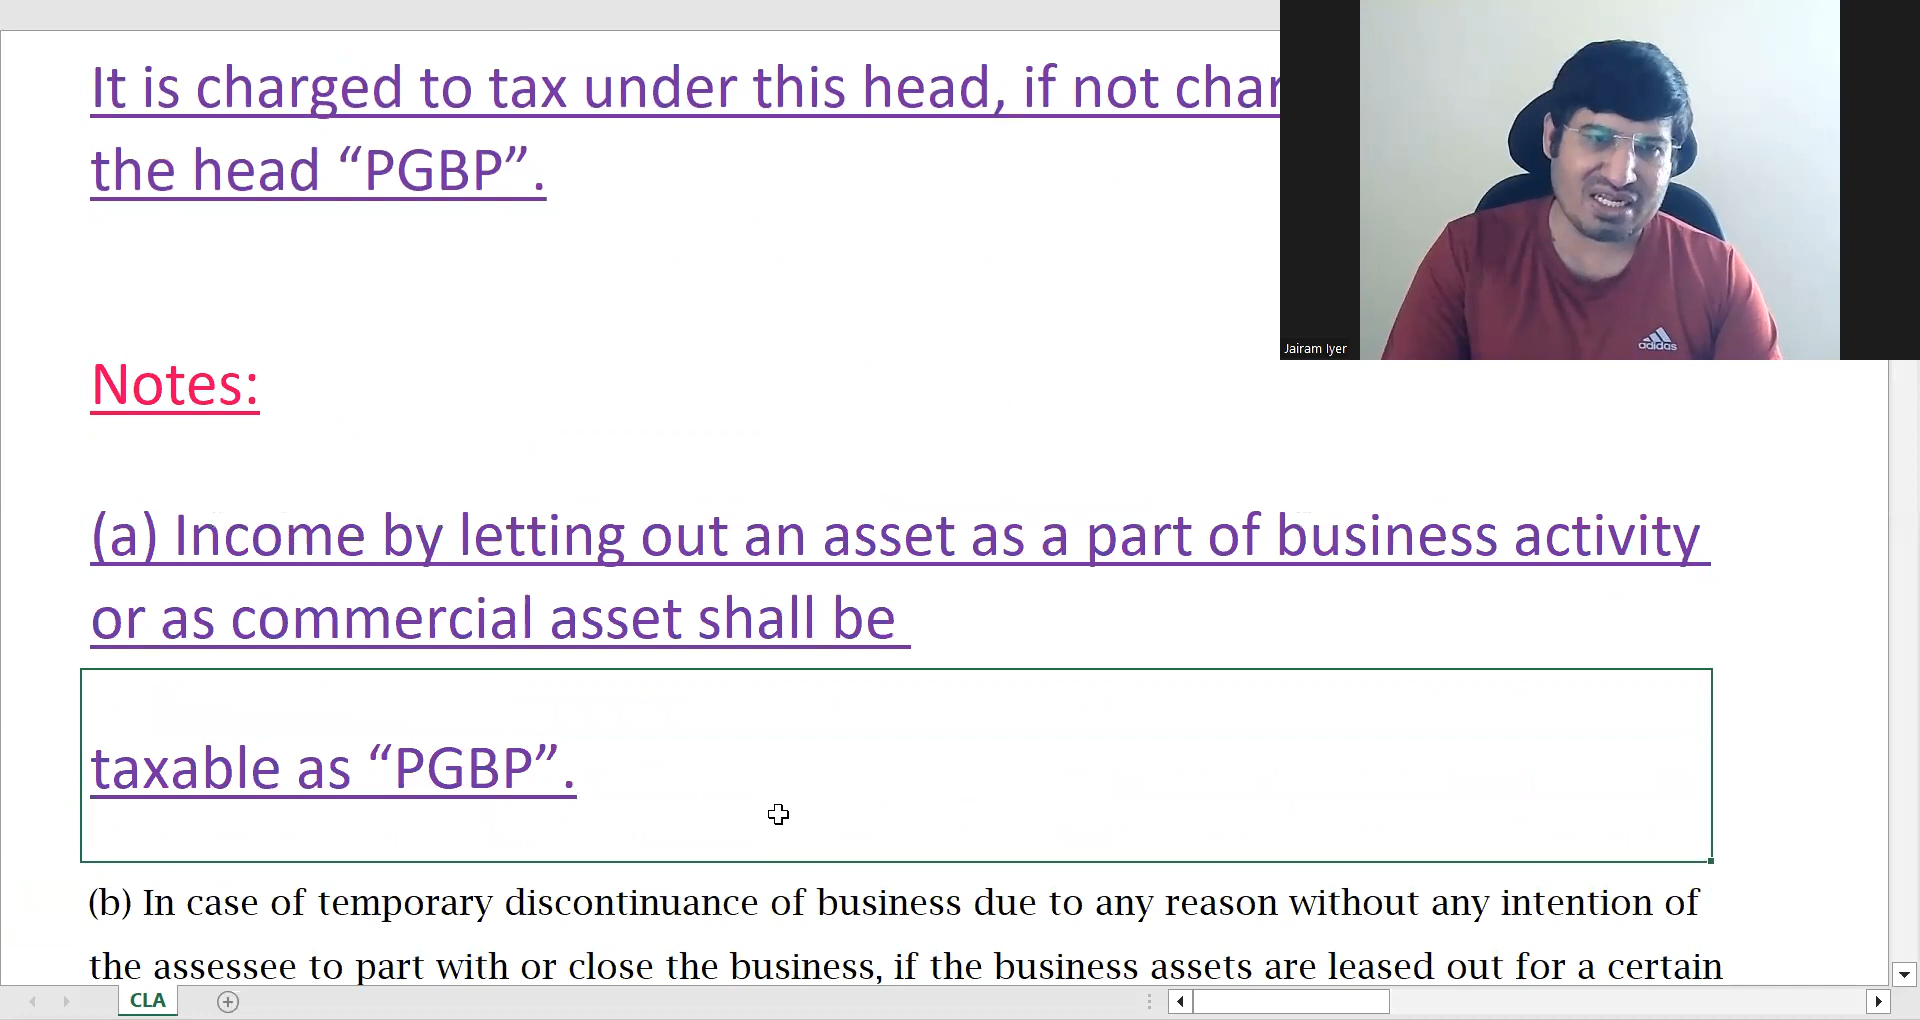 It is charged to tax under this head, if not char
the head “PGBP”.
Jairam Iyer
adidas
Notes:
(a) Income by letting out an asset as a part of business activity
or as commercial asset shall be
taxable as “PGBP”.
(b) In case of temporary discontinuance of business due to any reason without any intention of
the assessee to part with or close the business, if the business assets are leased out for a certain
CLA